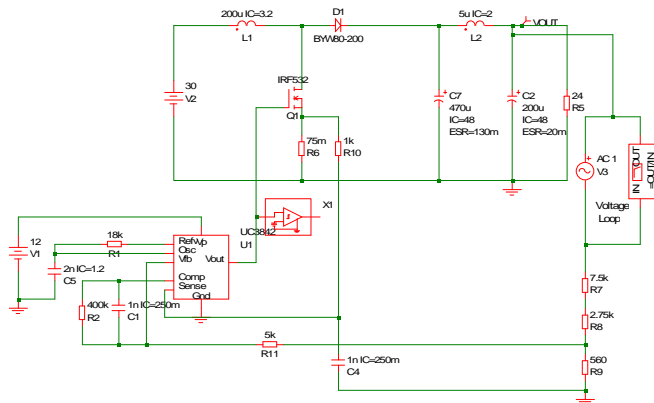 200u IC=3.2
L1
D1
BYW80-200
5u IC=2
L2
VOUT
30
V2
IRF532
Q1
C7
470u
IC=48
ESR=130m
C2
200u
IC=48
ESR=20m
24
R5
75m
R6
1k
R10
AC 1
V3
OUT
IN
=OUT/IN
Voltage
Loop
X1
UC3842
U1
12
V1
18k
R1
2n IC=1.2
C5
RefVp
Osc
Vfb
Vout
Comp
Sense
Gnd
400k
R2
1n IC=250m
C1
5k
R11
1n IC=250m
C4
7.5k
R7
2.75k
R8
560
R9